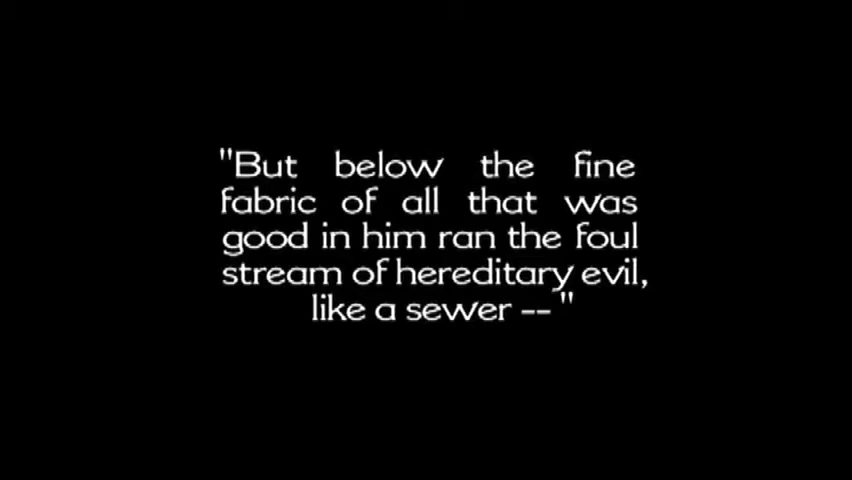 "But below the fine
fabric of all that was
good in him ran the foul
stream of hereditary evil,
like a sewer -- "